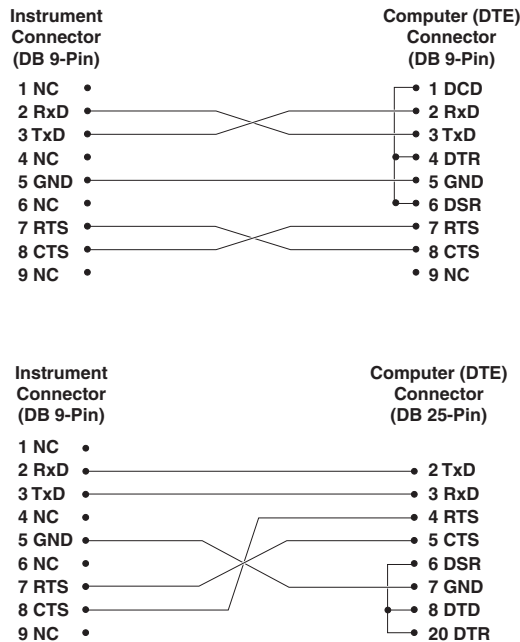 Instrument
Connector
(DB 9-Pin)
Computer (DTE)
Connector
(DB 9-Pin)
1 NC
2 RxD
3 TxD
4 NC
5 GND
6 NC
7 RTS
8 CTS
9 NC
1 DCD
2 RxD
3 TxD
4 DTR
5 GND
6 DSR
7 RTS
8 CTS
9 NC
Instrument
Connector
(DB 9-Pin)
Computer (DTE)
Connector
(DB 25-Pin)
1 NC
2 RxD
3 TxD
4 NC
5 GND
6 NC
7 RTS
8 CTS
9 NC
2 TxD
3 RxD
4 RTS
5 CTS
6 DSR
7 GND
8 DTD
20 DTR